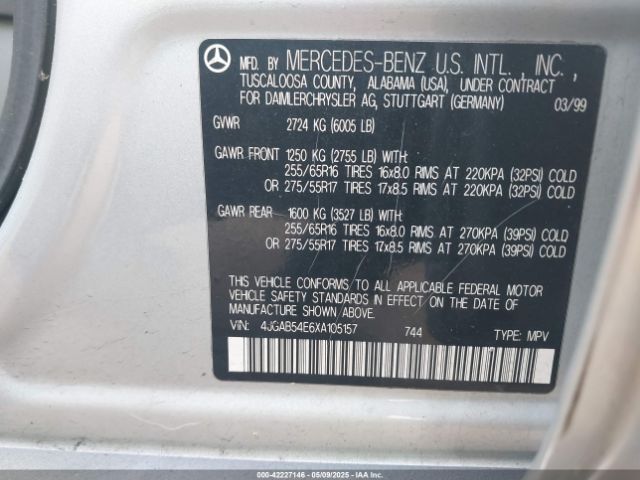 MFD. BY MERCEDES-BENZ U.S. INTL., INC.,
TUSCALOOSA COUNTY, ALABAMA (USA), UNDER CONTRACT
FOR DAIMLERCHRYSLER AG, STUTTGART (GERMANY) 03/99
GVWR 2724 KG (6005 LB)
GAWR FRONT 1250 KG (2755 LB) WITH:
255/65R16 TIRES 16x8.0 RIMS AT 220KPA (32PSI) COLD
OR 275/55R17 TIRES 17x8.5 RIMS AT 220KPA (32PSI) COLD
GAWR REAR 1600 KG (3527 LB) WITH:
255/65R16 TIRES 16x8.0 RIMS AT 270KPA (39PSI) COLD
OR 275/55R17 TIRES 17x8.5 RIMS AT 270KPA (39PSI) COLD
THIS VEHICLE CONFORMS TO ALL APPLICABLE FEDERAL MOTOR
VEHICLE SAFETY STANDARDS IN EFFECT ON THE DATE OF
MANUFACTURE SHOWN ABOVE.
VIN: 4JGAB54E6XA105157 744 TYPE: MPV
000-42227146 - 05/09/2025 - IAAI.COM